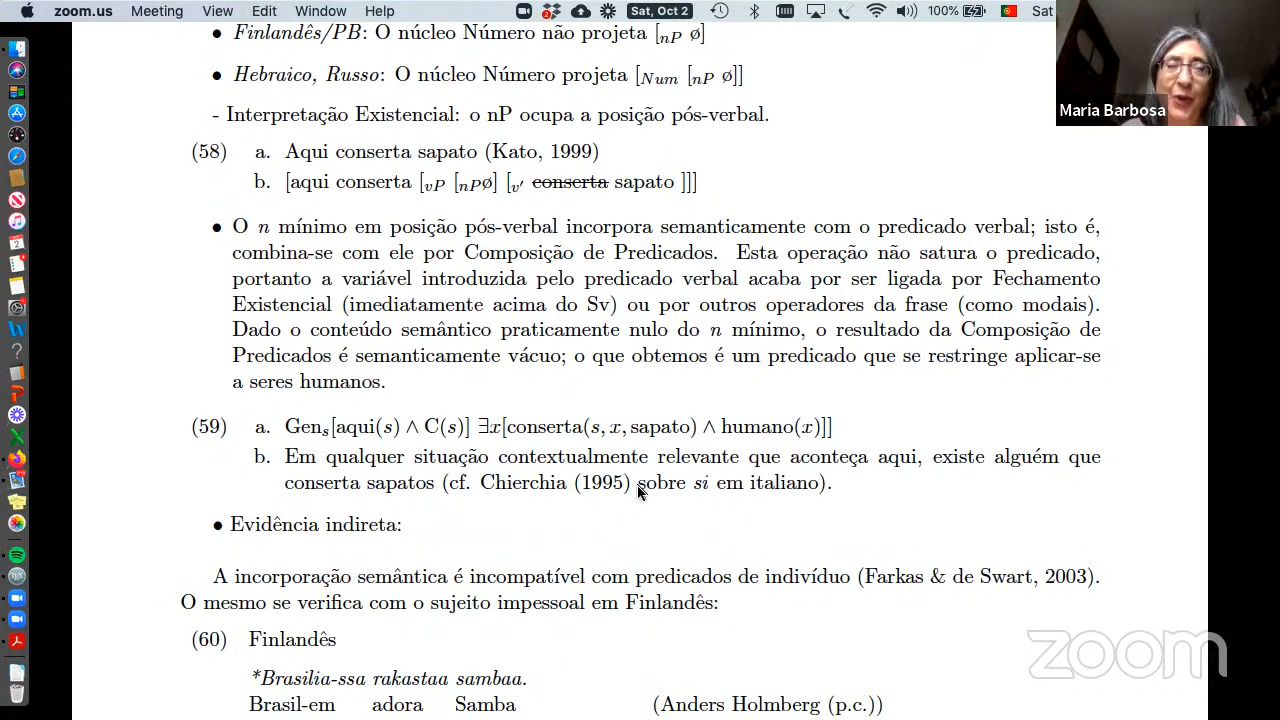 zoom.us Meeting View Edit Window Help Sat, Oct 2 100% Sat
• Finlandês/PB: O núcleo Número não projeta [nP ø]
• Hebraico, Russo: O núcleo Número projeta [Num [nP ø]]
- Interpretação Existencial: o nP ocupa a posição pós-verbal.
Maria Barbosa
(58) a. Aqui conserta sapato (Kato, 1999)
b. [aqui conserta [vP [nPø] [v′ conserta sapato ]]]
• O n mínimo em posição pós-verbal incorpora semanticamente com o predicado verbal; isto é,
combina-se com ele por Composição de Predicados. Esta operação não satura o predicado,
portanto a variável introduzida pelo predicado verbal acaba por ser ligada por Fechamento
Existencial (imediatamente acima do Sv) ou por outros operadores da frase (como modais).
Dado o conteúdo semântico praticamente nulo do n mínimo, o resultado da Composição de
Predicados é semanticamente vácuo; o que obtemos é um predicado que se restringe aplicar-se
a seres humanos.
(59) a. Gens[aqui(s) ∧ C(s)] ∃x[conserta(s, x, sapato) ∧ humano(x)]]
b. Em qualquer situação contextualmente relevante que aconteça aqui, existe alguém que
conserta sapatos (cf. Chierchia (1995) sobre si em italiano).
• Evidência indireta:
A incorporação semântica é incompatível com predicados de indivíduo (Farkas & de Swart, 2003).
O mesmo se verifica com o sujeito impessoal em Finlandês:
(60) Finlandês
*Brasilia-ssa rakastaa sambaa.
Brasil-em adora Samba (Anders Holmberg (p.c.))
zoom